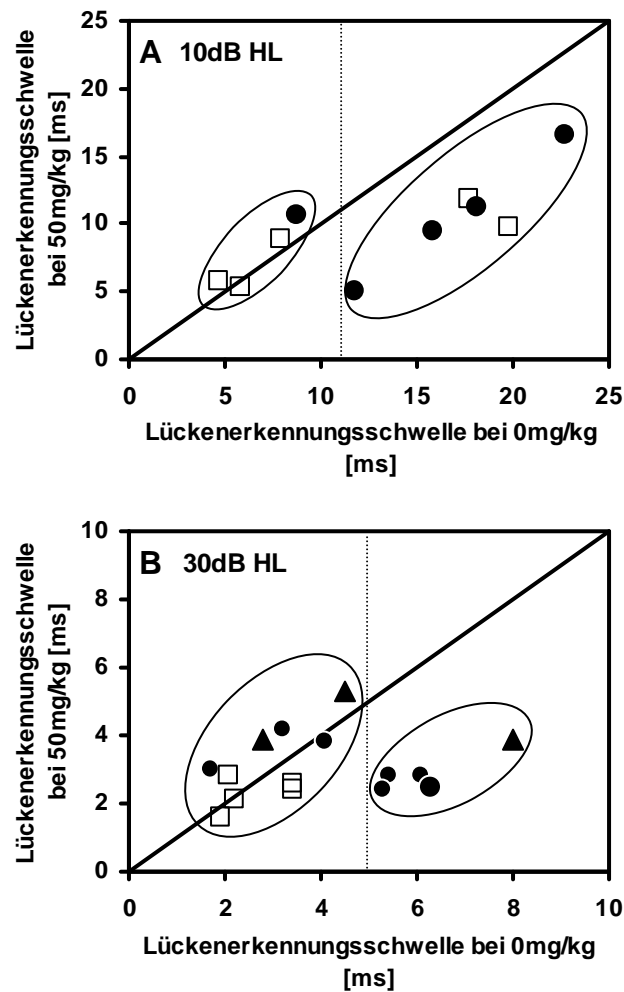 A 10dB HL
Lückenerkennungsschwelle
bei 50mg/kg [ms]
25
20
15
10
5
0
0 5 10 15 20 25
Lückenerkennungsschwelle bei 0mg/kg
[ms]
B 30dB HL
Lückenerkennungsschwelle
bei 50mg/kg [ms]
10
8
6
4
2
0
0 2 4 6 8 10
Lückenerkennungsschwelle bei 0mg/kg
[ms]